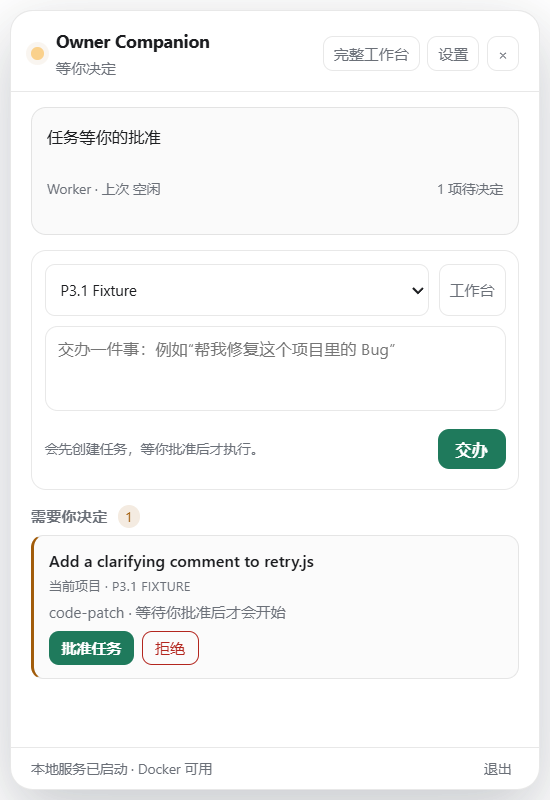 Owner Companion
等你决定
完整工作台
设置
×
任务等你的批准
Worker · 上次 空闲
1 项待决定
P3.1 Fixture
工作台
交办一件事：例如“帮我修复这个项目里的 Bug”
会先创建任务，等你批准后才执行。
交办
需要你决定 1
Add a clarifying comment to retry.js
当前项目 · P3.1 FIXTURE
code-patch · 等待你批准后才会开始
批准任务
拒绝
本地服务已启动 · Docker 可用
退出